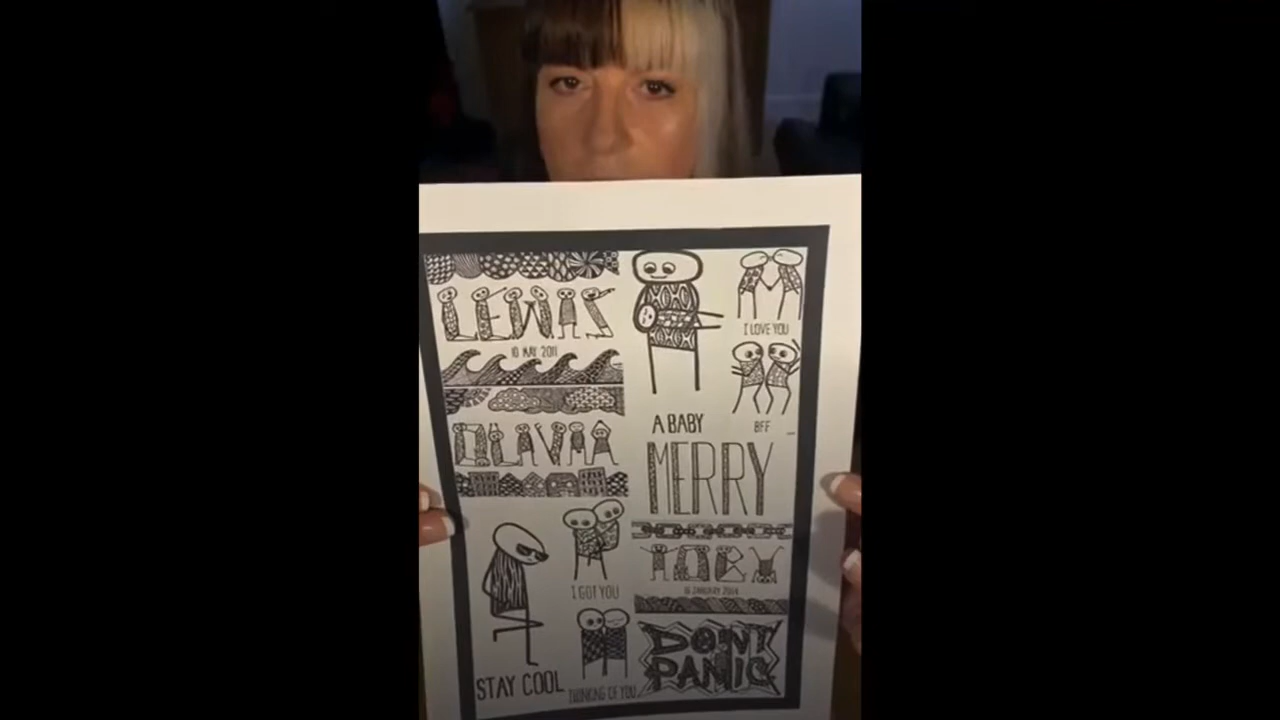 LEWIS
10 MAY 2011
OLIVIA
I LOVE YOU
BFF
A BABY
MERRY
TOBY
16 JANUARY 2014
I GOT YOU
STAY COOL
THINKING OF YOU
DON'T
PANIC